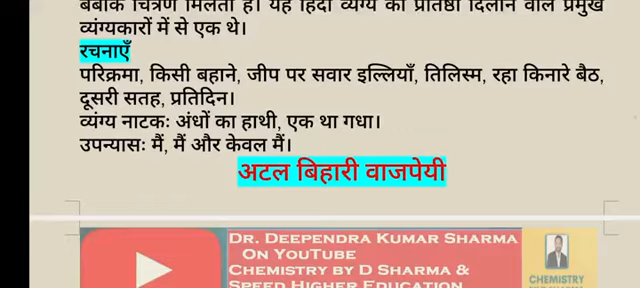 बेबाक चित्रण मिलता है। यह हिंदी व्यंग्य को प्रतिष्ठा दिलाने वाले प्रमुख
व्यंग्यकारों में से एक थे।
रचनाएँ
परिक्रमा, किसी बहाने, जीप पर सवार इल्लियाँ, तिलिस्म, रहा किनारे बैठ,
दूसरी सतह, प्रतिदिन।
व्यंग्य नाटकः अंधों का हाथी, एक था गधा।
उपन्यासः मैं, मैं और केवल मैं।
अटल बिहारी वाजपेयी
DR. DEEPENDRA KUMAR SHARMA
ON YOUTUBE
CHEMISTRY BY D SHARMA &
SPEED HIGHER EDUCATION
CHEMISTRY